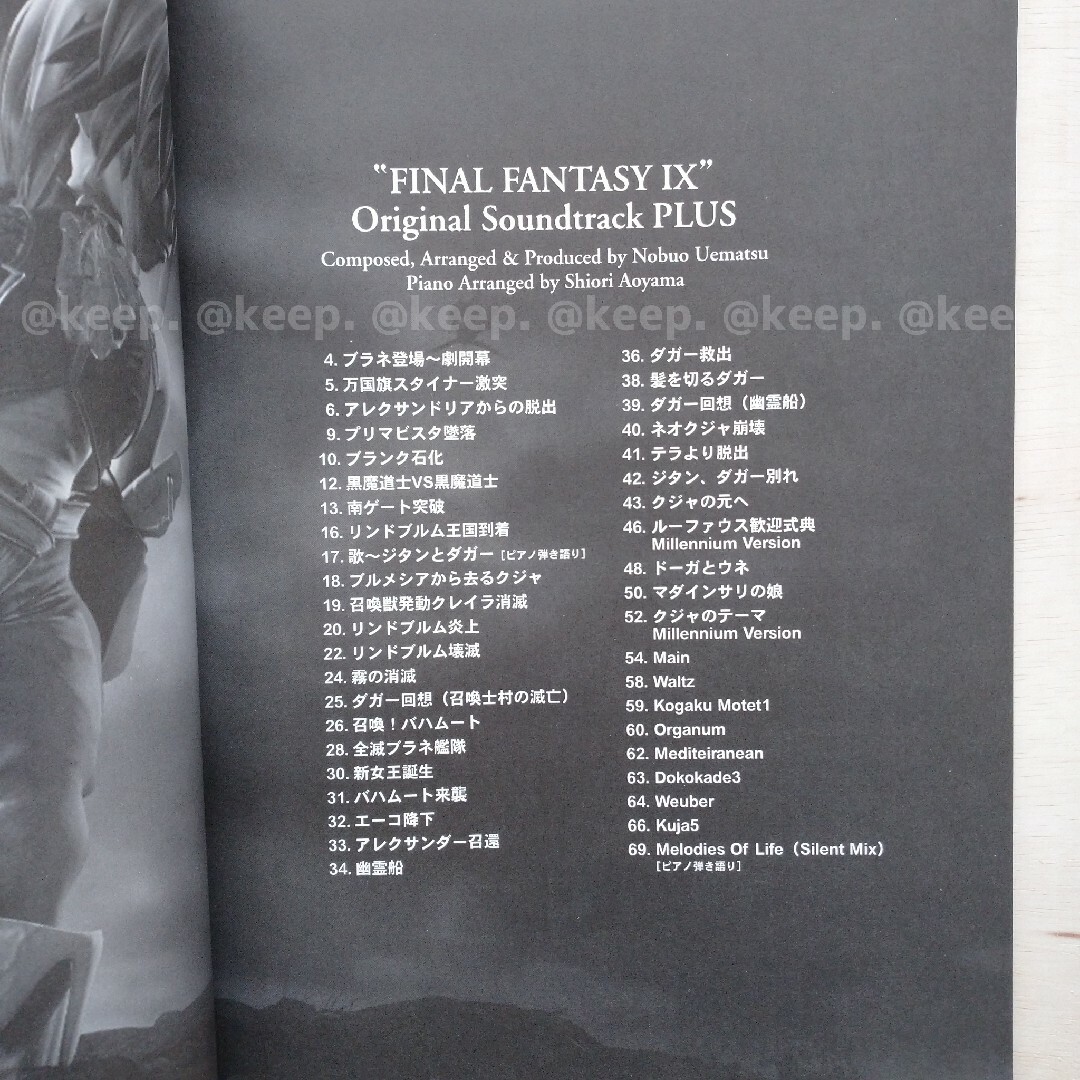 “FINAL FANTASY IX”
Original Soundtrack PLUS
Composed, Arranged & Produced by Nobuo Uematsu
Piano Arranged by Shiori Aoyama
@keep. @keep. @keep. @keep. @keep. @kee
4. ブラネ登場〜劇開幕
5. 万国旗スタイナー激突
6. アレクサンドリアからの脱出
9. プリマビスタ墜落
10. ブランク石化
12. 黒魔道士VS黒魔道士
13. 南ゲート突破
16. リンドブルム王国到着
17. 歌〜ジタンとダガー [ピアノ弾き語り]
18. ブルメシアから去るクジャ
19. 召喚獣発動クレイラ消滅
20. リンドブルム炎上
22. リンドブルム壊滅
24. 霧の消滅
25. ダガー回想（召喚士村の滅亡）
26. 召喚！バハムート
28. 全滅ブラネ艦隊
30. 新女王誕生
31. バハムート来襲
32. エーコ降下
33. アレクサンダー召還
34. 幽霊船
36. ダガー救出
38. 髪を切るダガー
39. ダガー回想（幽霊船）
40. ネオクジャ崩壊
41. テラより脱出
42. ジタン、ダガー別れ
43. クジャの元へ
46. ルーファウス歓迎式典
Millennium Version
48. ドーガとウネ
50. マダインサリの娘
52. クジャのテーマ
Millennium Version
54. Main
58. Waltz
59. Kogaku Motet1
60. Organum
62. Mediteiranean
63. Dokokade3
64. Weuber
66. Kuja5
69. Melodies Of Life（Silent Mix）
[ピアノ弾き語り]